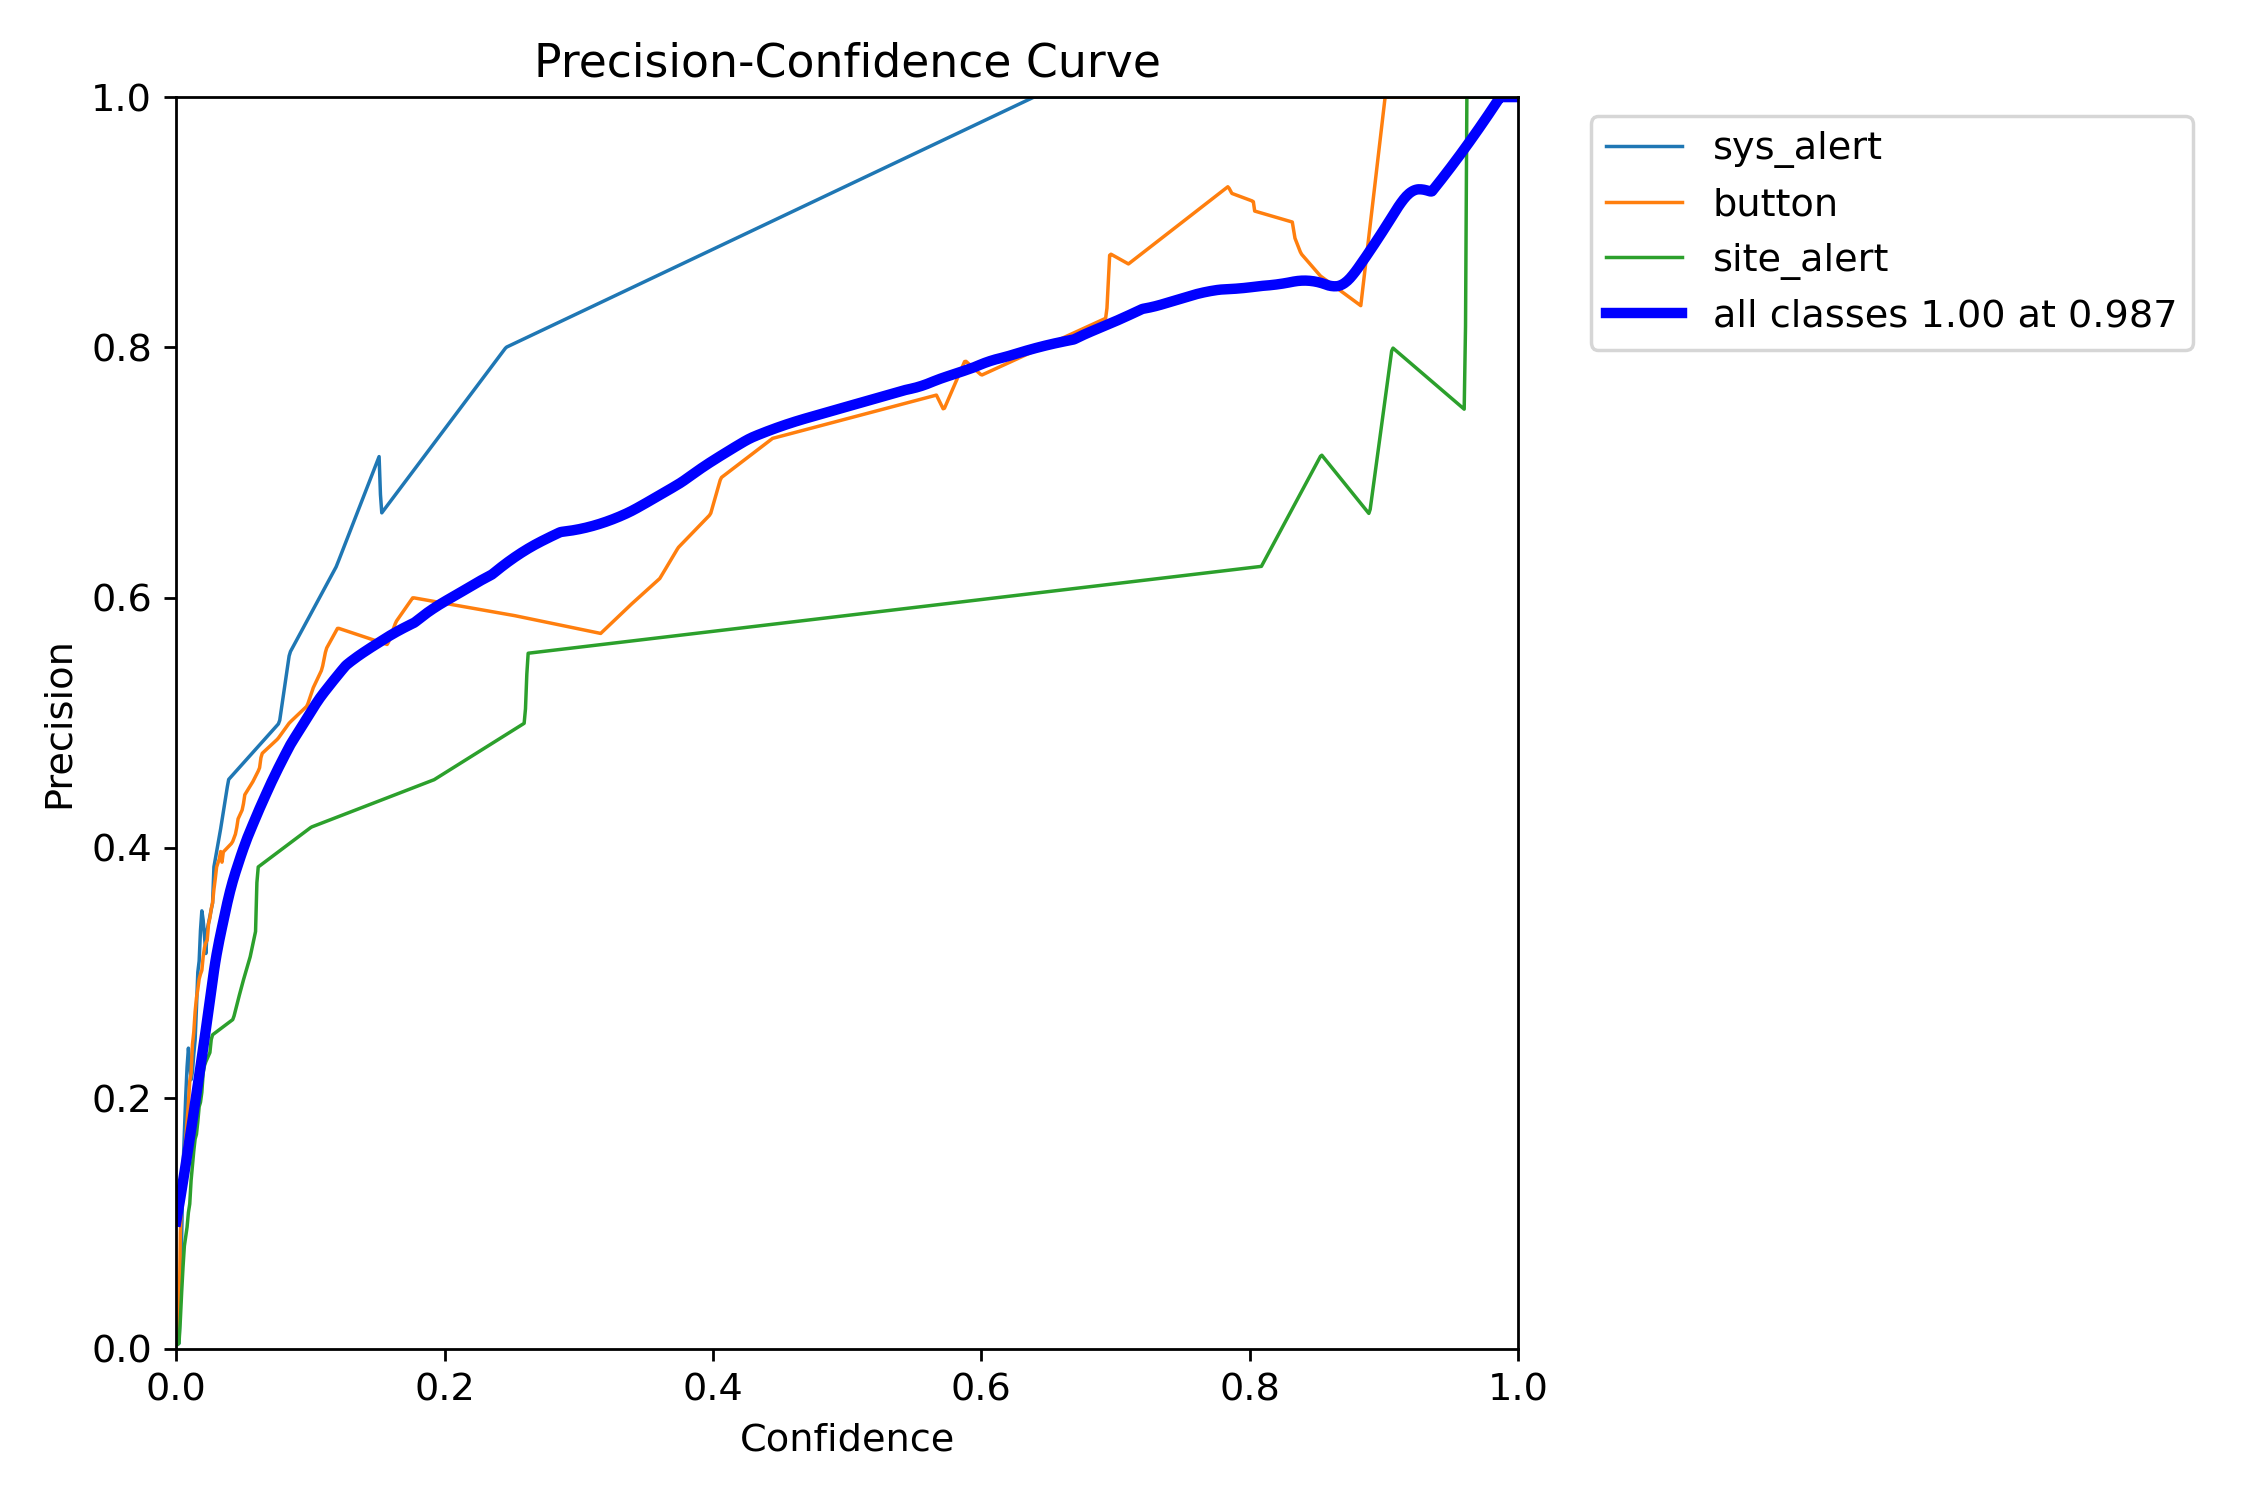 Precision-Confidence Curve
1.0
0.8
0.6
0.4
0.2
0.0
Precision
0.0 0.2 0.4 0.6 0.8 1.0
Confidence
sys_alert
button
site_alert
all classes 1.00 at 0.987